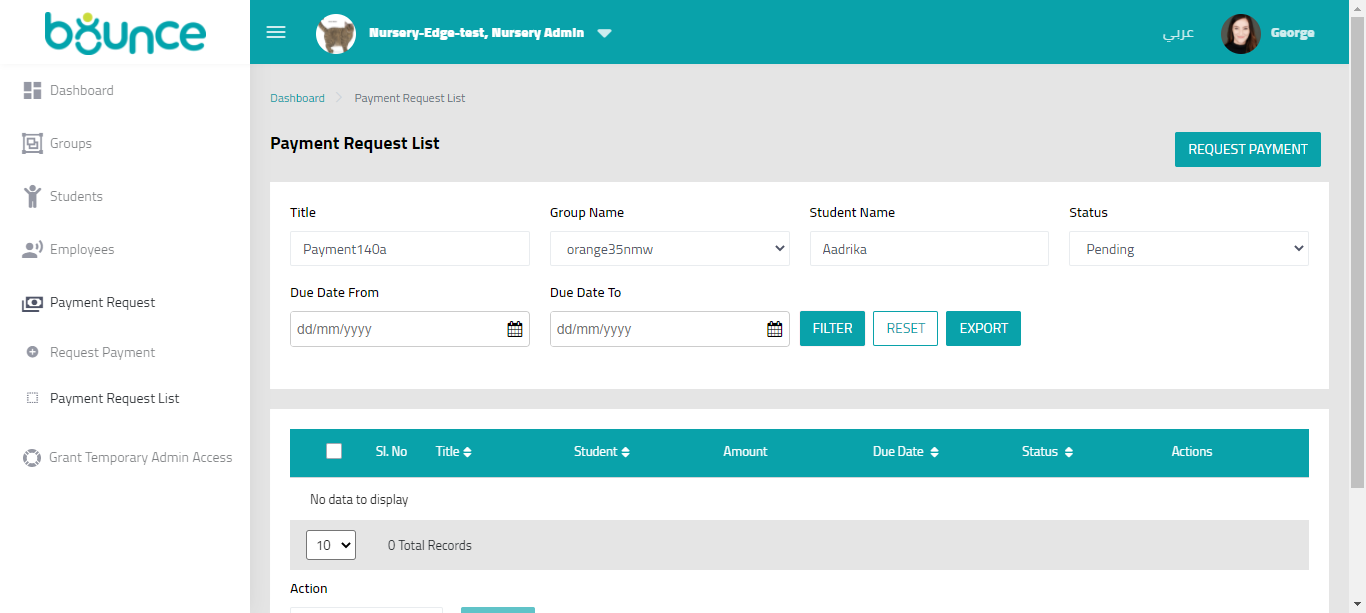 bounce
Nursery-Edge-test, Nursery Admin
عربي
George
Dashboard
Groups
Students
Employees
Payment Request
Request Payment
Payment Request List
Grant Temporary Admin Access
Dashboard
Payment Request List
Payment Request List
REQUEST PAYMENT
Title
Group Name
Student Name
Status
Payment140a
orange35nmw
Aadrika
Pending
Due Date From
Due Date To
dd/mm/yyyy
dd/mm/yyyy
FILTER
RESET
EXPORT
Sl. No
Title
Student
Amount
Due Date
Status
Actions
No data to display
10
0 Total Records
Action